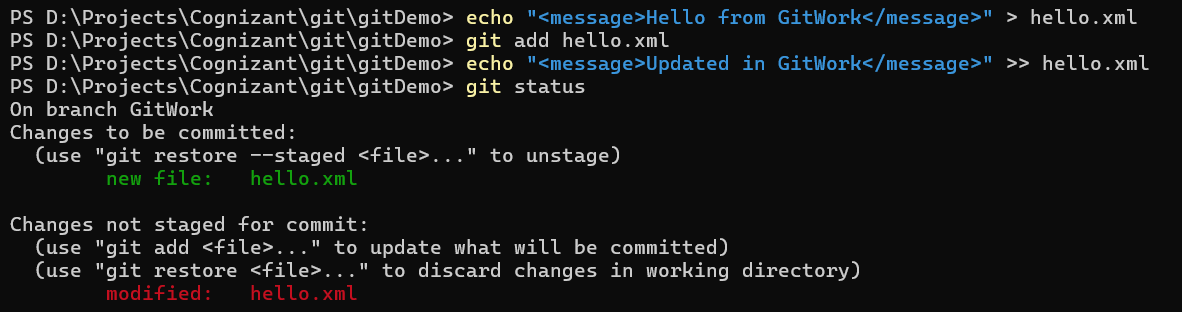 PS D:\Projects\Cognizant\git\gitDemo> echo "<message>Hello from GitWork</message>" > hello.xml
PS D:\Projects\Cognizant\git\gitDemo> git add hello.xml
PS D:\Projects\Cognizant\git\gitDemo> echo "<message>Updated in GitWork</message>" >> hello.xml
PS D:\Projects\Cognizant\git\gitDemo> git status
On branch GitWork
Changes to be committed:
  (use "git restore --staged <file>..." to unstage)
        new file:   hello.xml

Changes not staged for commit:
  (use "git add <file>..." to update what will be committed)
  (use "git restore <file>..." to discard changes in working directory)
        modified:   hello.xml